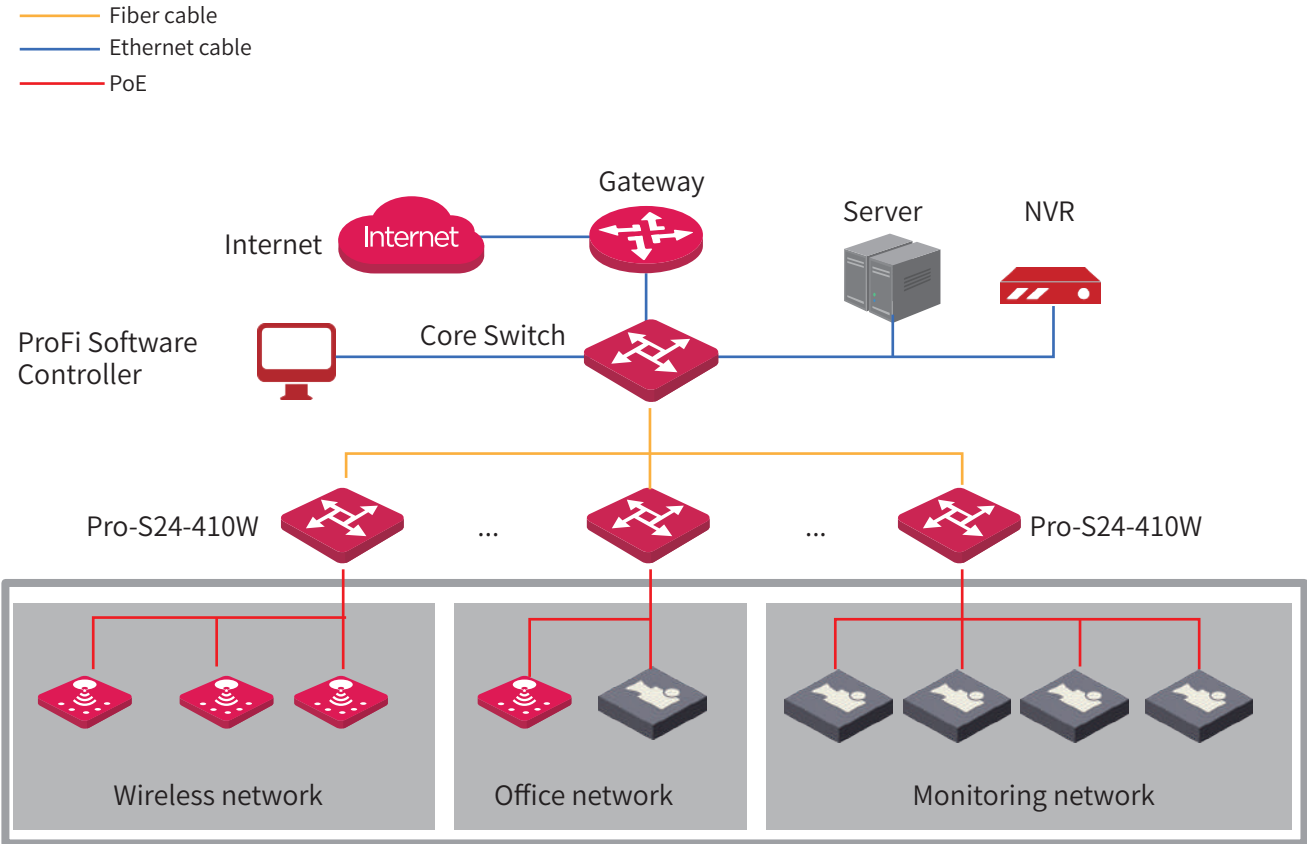 Fiber cable
Ethernet cable
PoE
Gateway
Server
NVR
Internet
Internet
Core Switch
ProFi Software
Controller
Pro-S24-410W
...
...
Pro-S24-410W
Wireless network
Office network
Monitoring network